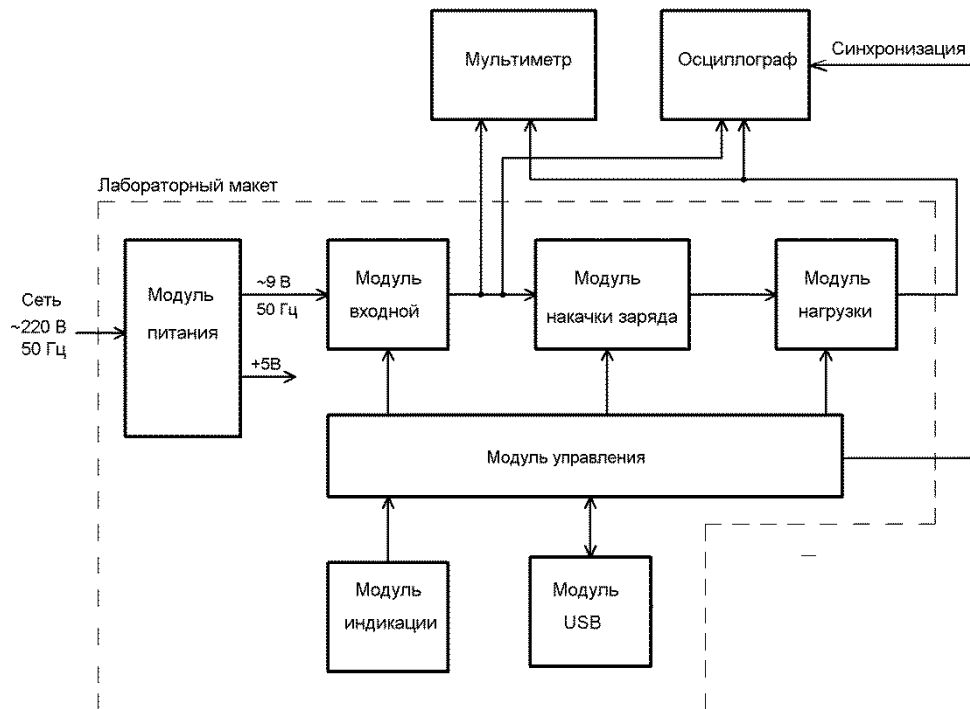 Мультиметр
Осциллограф
Синхронизация
Лабораторный макет
Сеть
~220 В
50 Гц
Модуль
питания
~9 В
50 Гц
+5В
Модуль
входной
Модуль
накачки заряда
Модуль
нагрузки
Модуль управления
Модуль
индикации
Модуль
USB